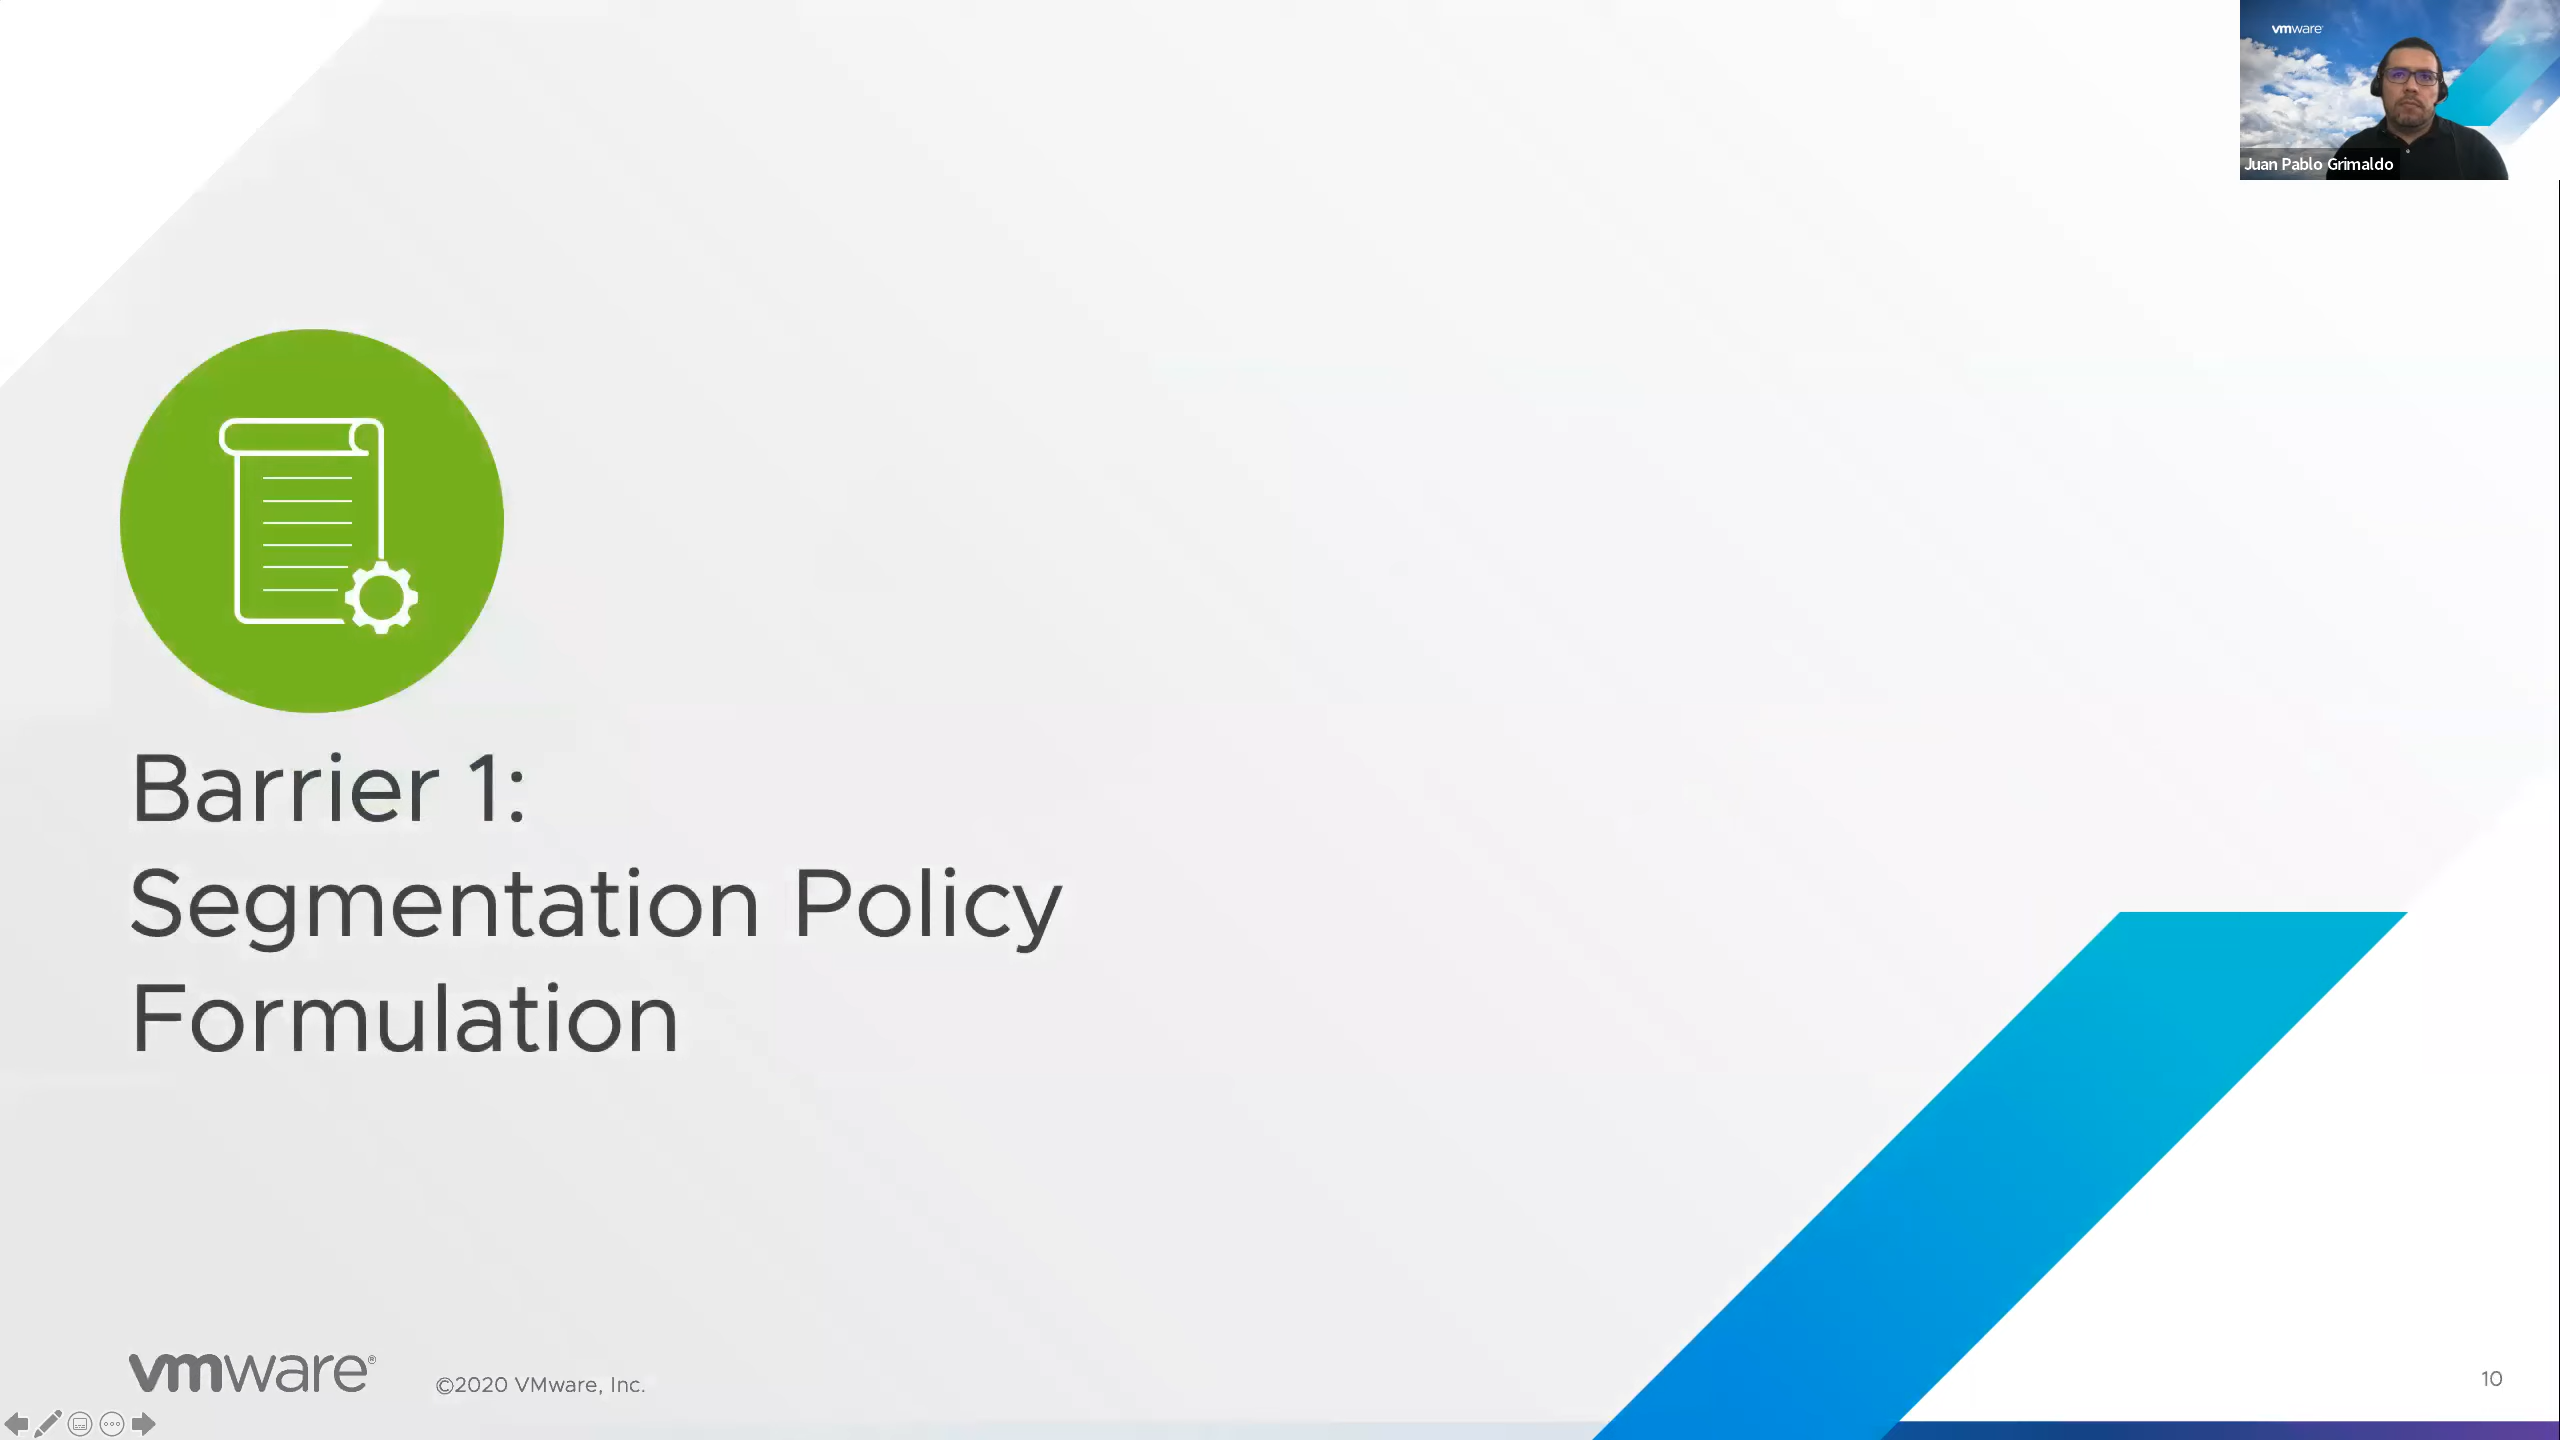 vmware
Juan Pablo Grimaldo
Barrier 1:
Segmentation Policy
Formulation
vmware®
©2020 VMware, Inc.
10